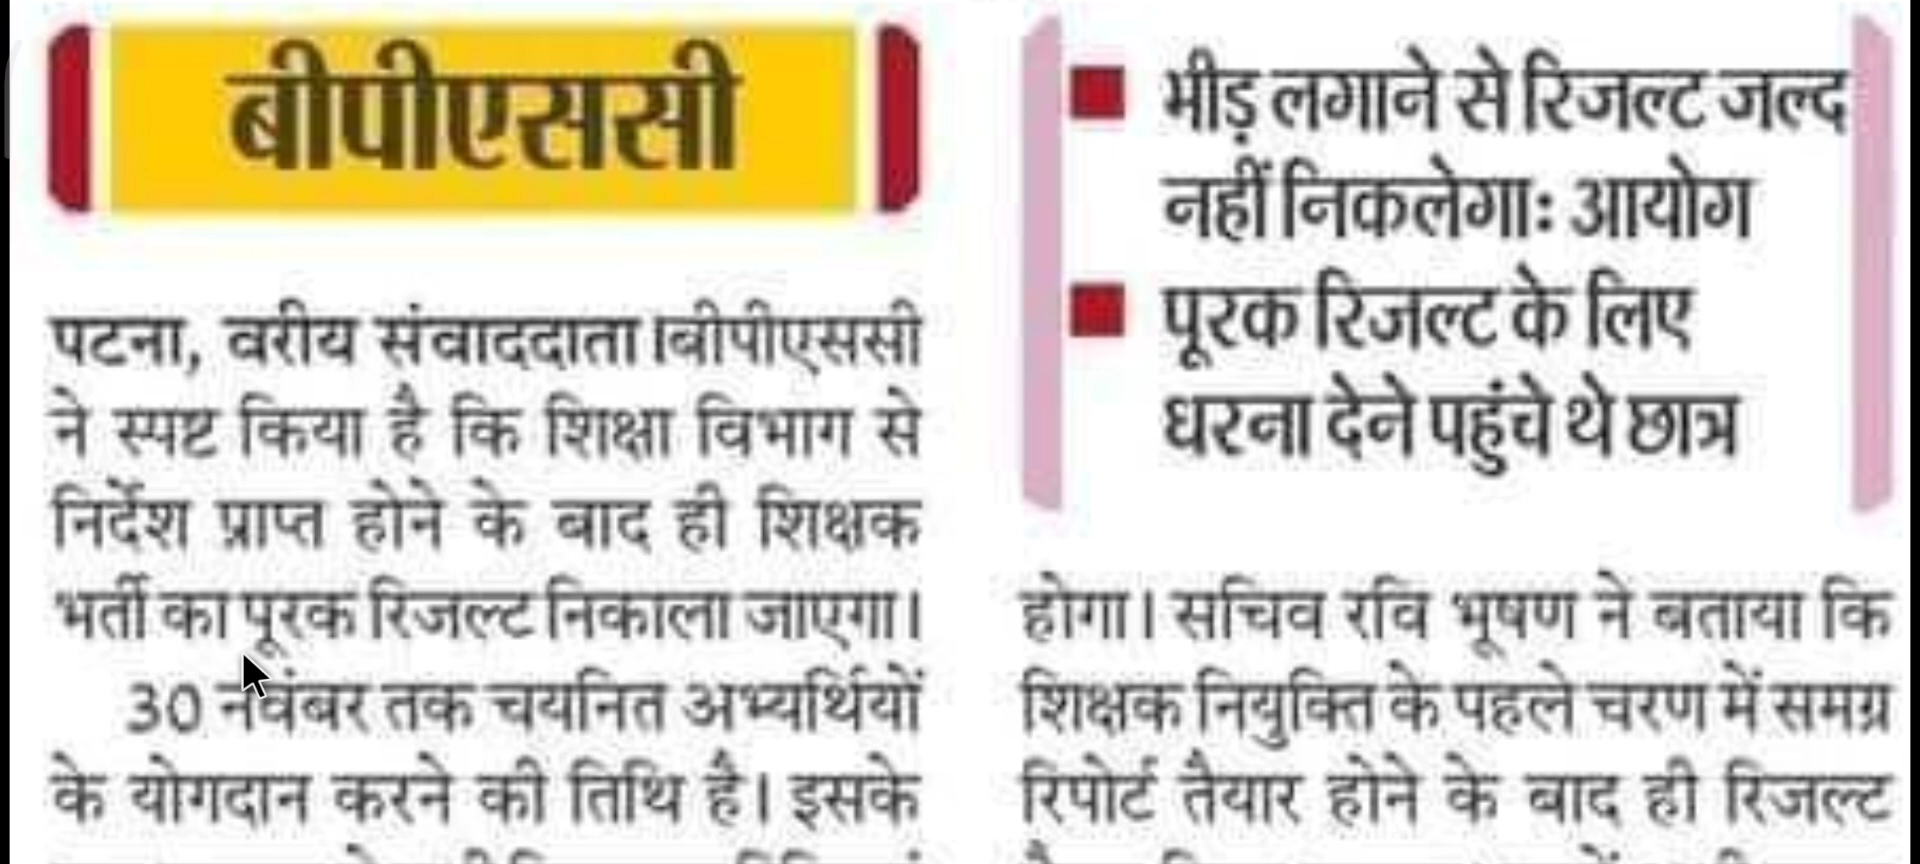 बीपीएससी
पटना, वरीय संवाददाता।बीपीएससी
ने स्पष्ट किया है कि शिक्षा विभाग से
निर्देश प्राप्त होने के बाद ही शिक्षक
भर्ती का पूरक रिजल्ट निकाला जाएगा।
30 नवंबर तक चयनित अभ्यर्थियों
के योगदान करने की तिथि है। इसके
भीड़ लगाने से रिजल्ट जल्द
नहीं निकलेगाः आयोग
पूरक रिजल्ट के लिए
धरना देने पहुंचे थे छात्र
होगा। सचिव रवि भूषण ने बताया कि
शिक्षक नियुक्ति के पहले चरण में समग्र
रिपोर्ट तैयार होने के बाद ही रिजल्ट